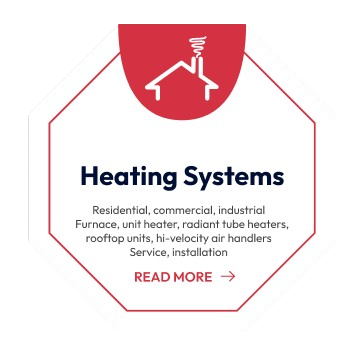 Heating Systems
Residential, commercial, industrial
Furnace, unit heater, radiant tube heaters,
rooftop units, hi-velocity air handlers
Service, installation
READ MORE →